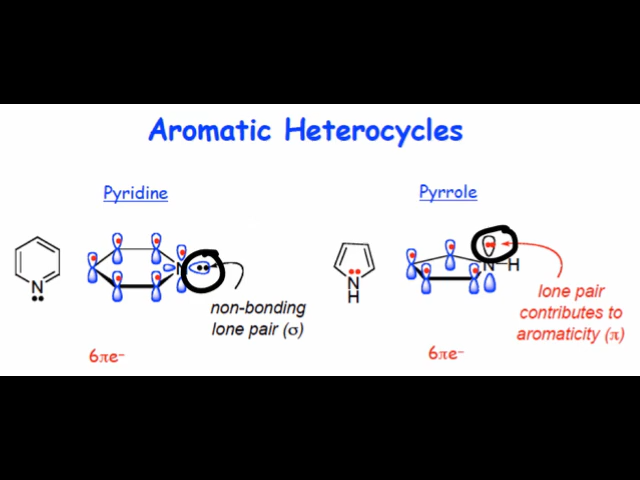 Aromatic Heterocycles
Pyridine
Pyrrole
N
N
non-bonding
lone pair (σ)
6πe⁻
N
H
N–H
lone pair
contributes to
aromaticity (π)
6πe⁻